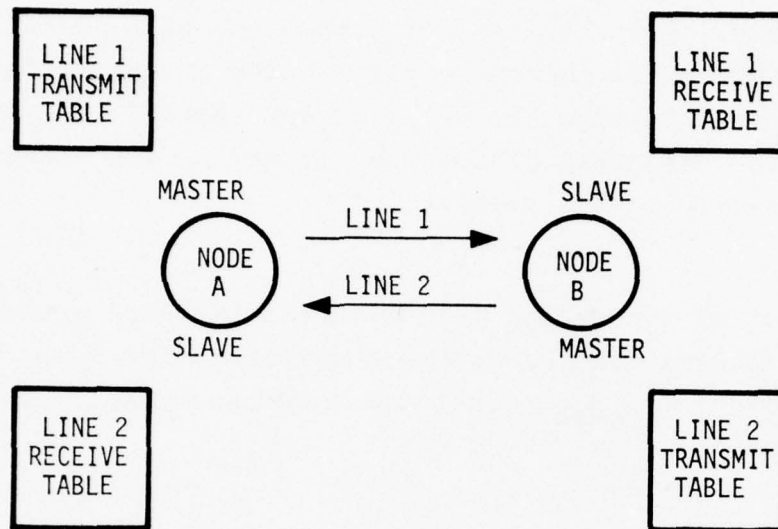 LINE 1
TRANSMIT
TABLE
LINE 1
RECEIVE
TABLE
MASTER
SLAVE
LINE 1
NODE
A
NODE
B
LINE 2
SLAVE
MASTER
LINE 2
RECEIVE
TABLE
LINE 2
TRANSMIT
TABLE